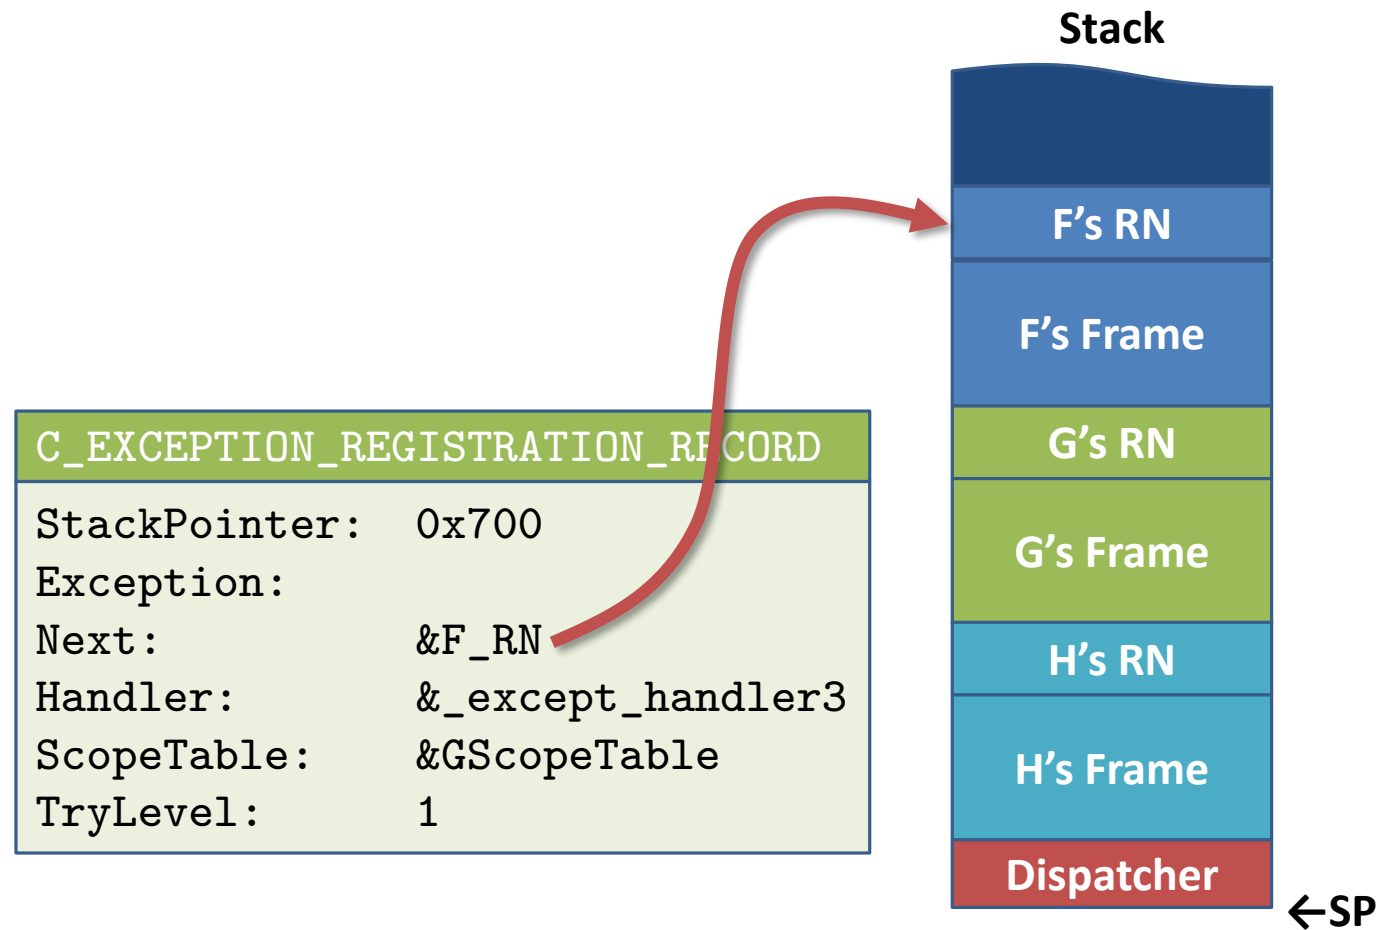 Stack
F’s RN
F’s Frame
G’s RN
G’s Frame
H’s RN
H’s Frame
Dispatcher
←SP
C_EXCEPTION_REGISTRATION_RECORD
StackPointer: 0x700
Exception:
Next: &F_RN
Handler: &_except_handler3
ScopeTable: &GScopeTable
TryLevel: 1